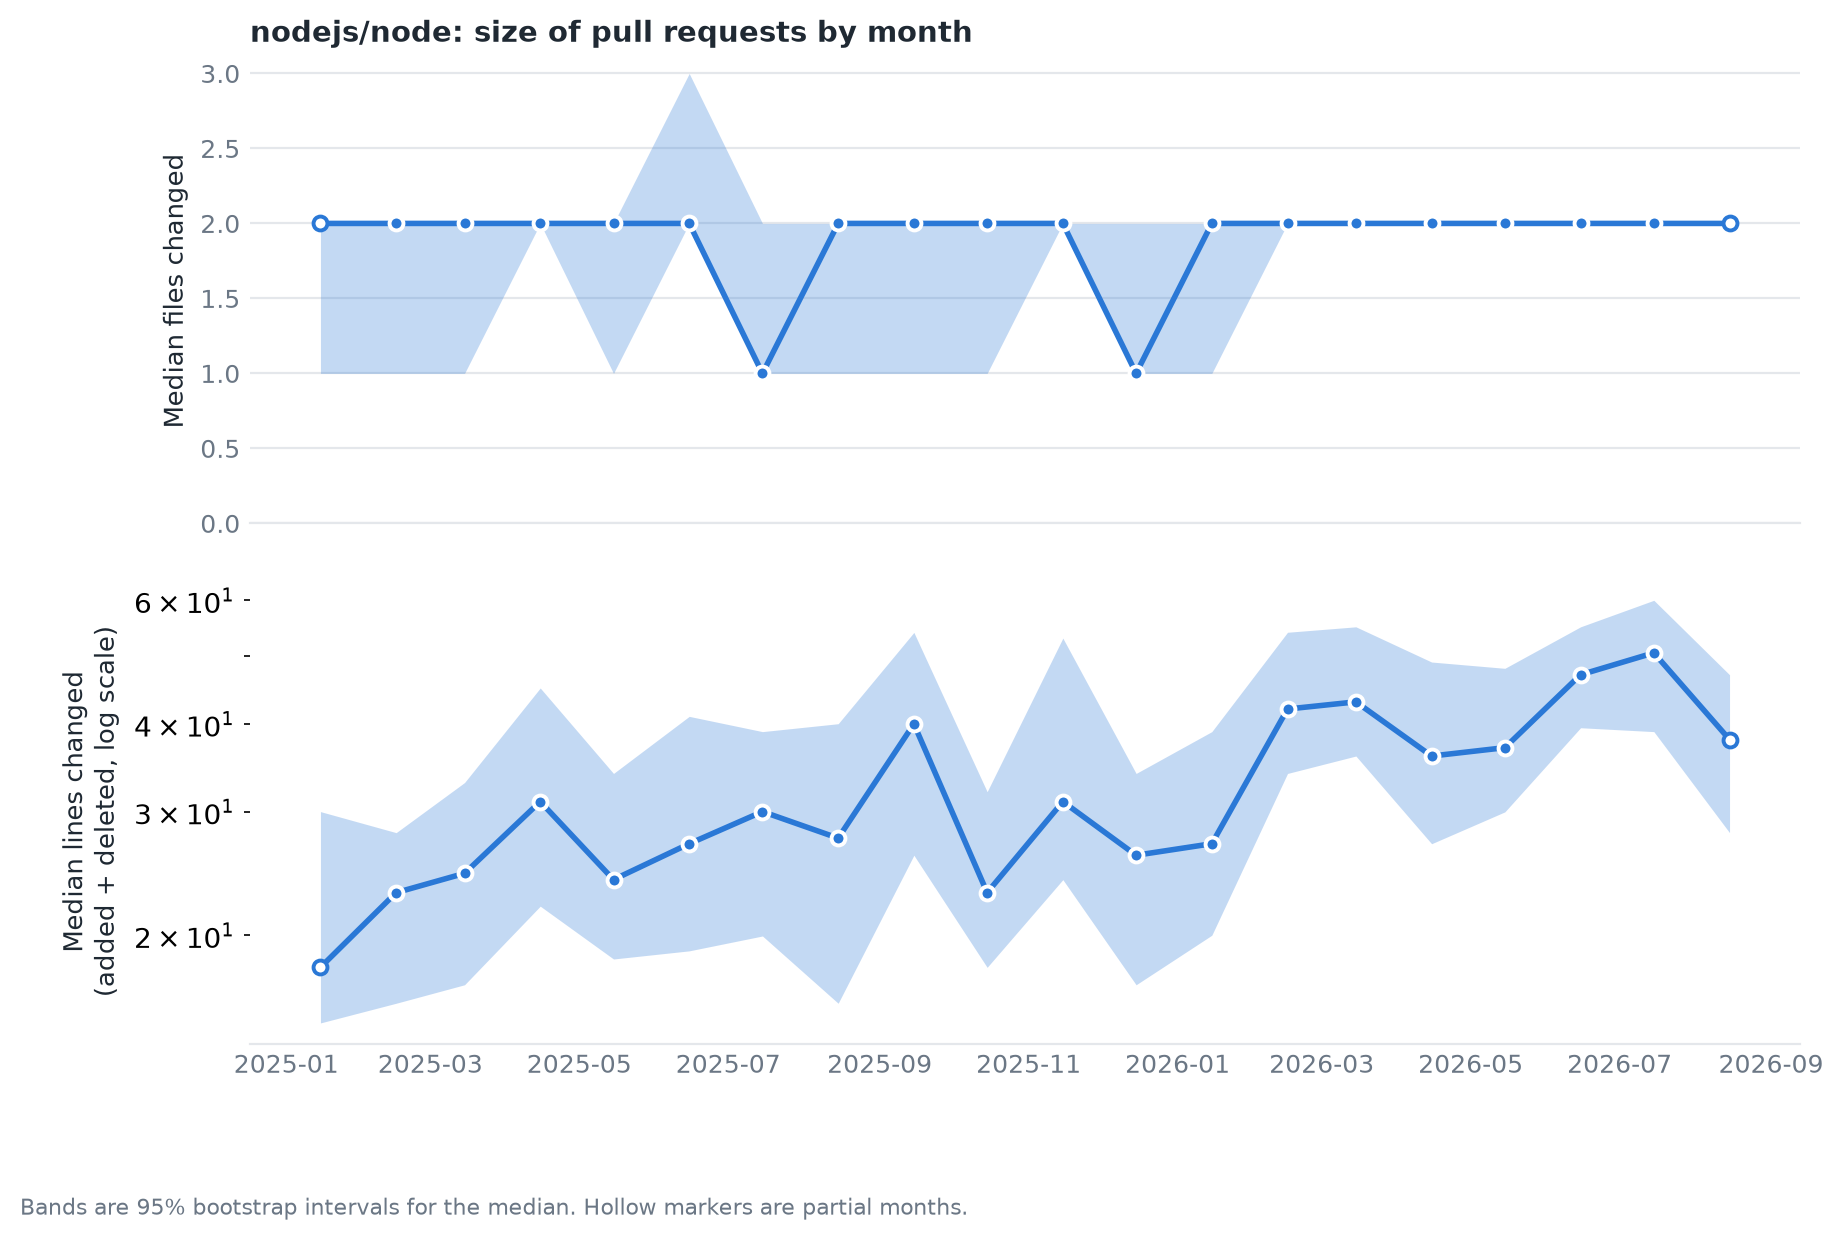 nodejs/node: size of pull requests by month
3.0
2.5
2.0
1.5
1.0
0.5
0.0
Median files changed
6 × 10¹
4 × 10¹
3 × 10¹
2 × 10¹
Median lines changed
(added + deleted, log scale)
2025-01 2025-03 2025-05 2025-07 2025-09 2025-11 2026-01 2026-03 2026-05 2026-07 2026-09
Bands are 95% bootstrap intervals for the median. Hollow markers are partial months.